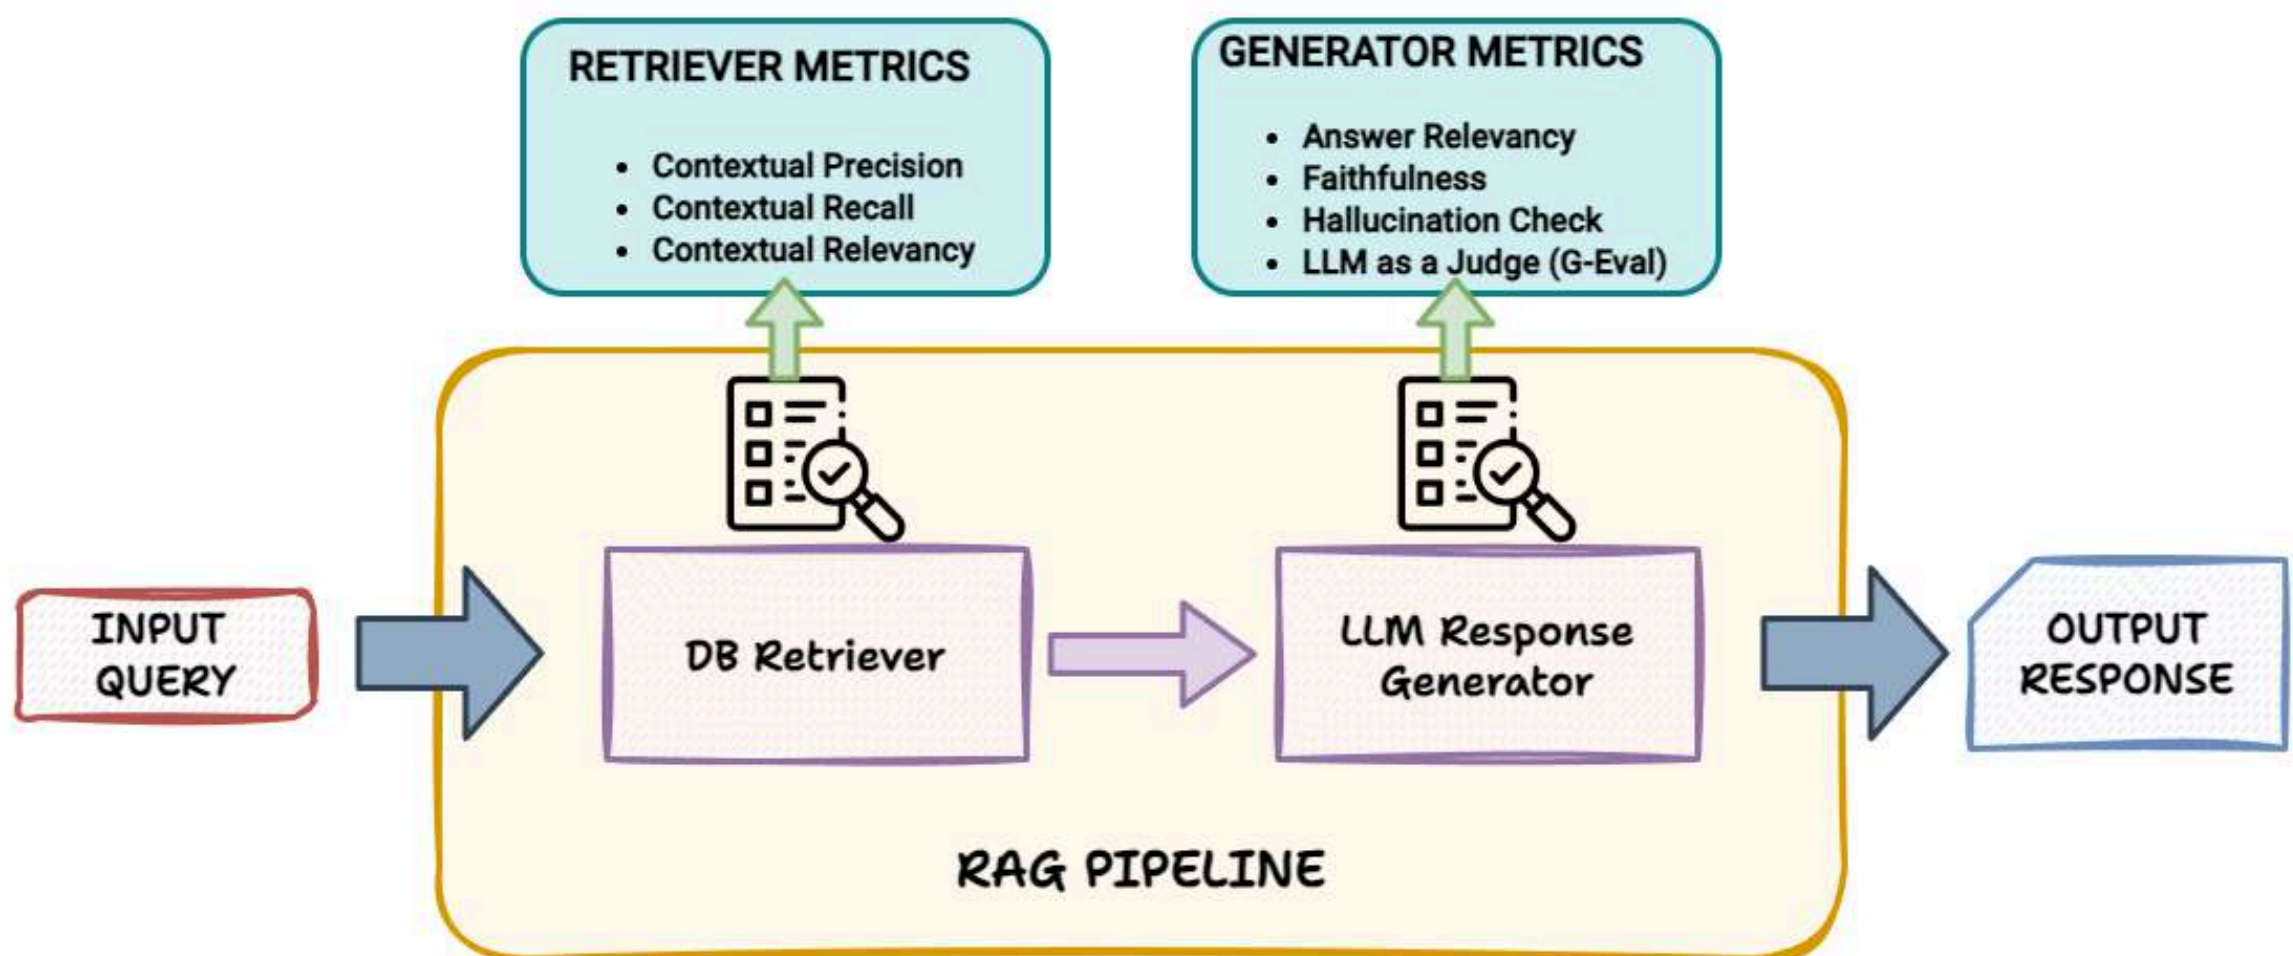 RETRIEVER METRICS
• Contextual Precision
• Contextual Recall
• Contextual Relevancy
GENERATOR METRICS
• Answer Relevancy
• Faithfulness
• Hallucination Check
• LLM as a Judge (G-Eval)
INPUT
QUERY
DB Retriever
LLM Response
Generator
OUTPUT
RESPONSE
RAG PIPELINE